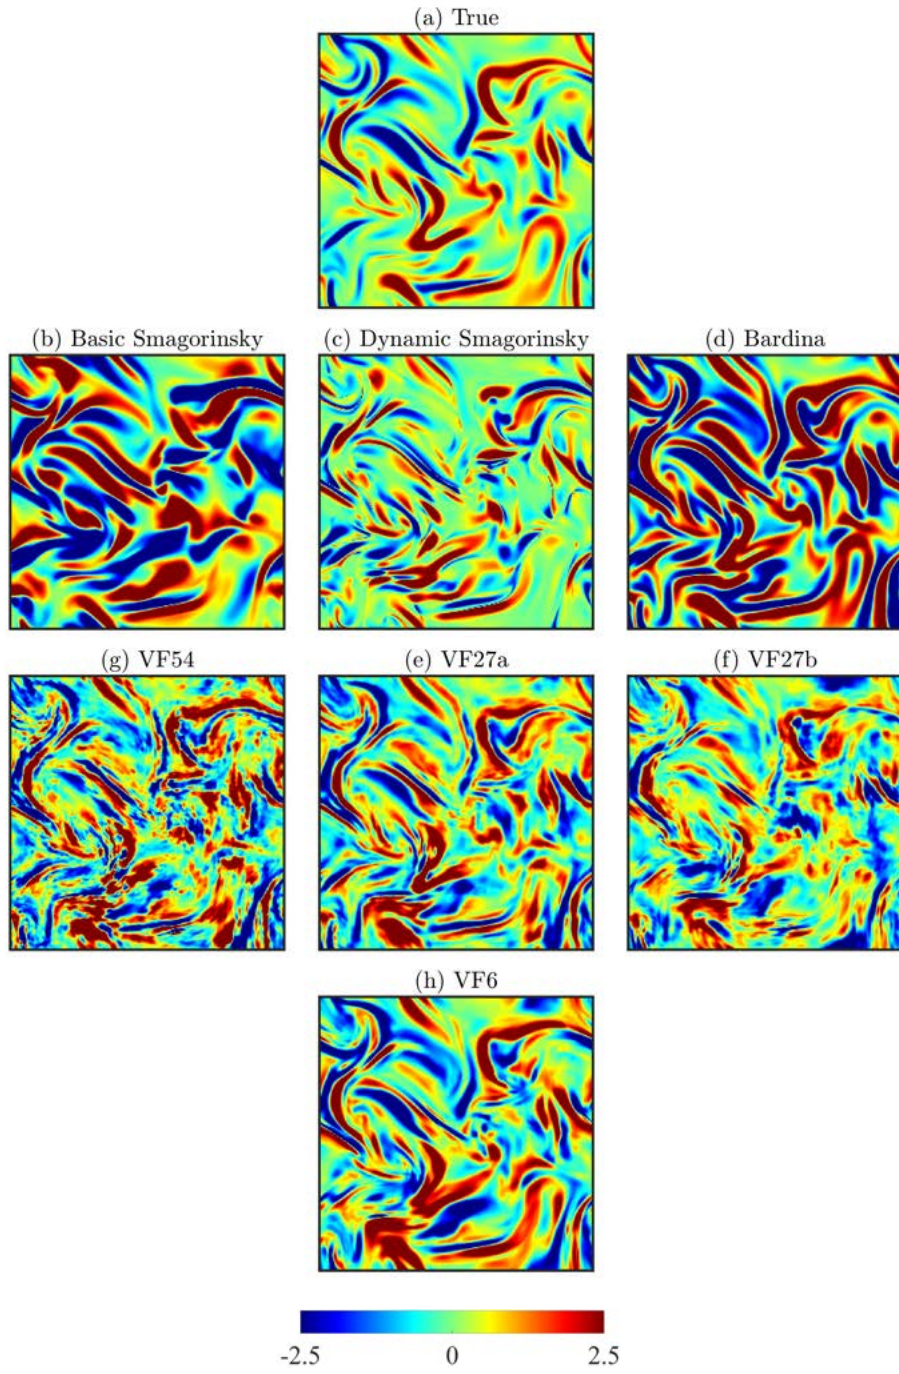 (a) True
(b) Basic Smagorinsky
(c) Dynamic Smagorinsky
(d) Bardina
(g) VF54
(e) VF27a
(f) VF27b
(h) VF6
-2.5
0
2.5